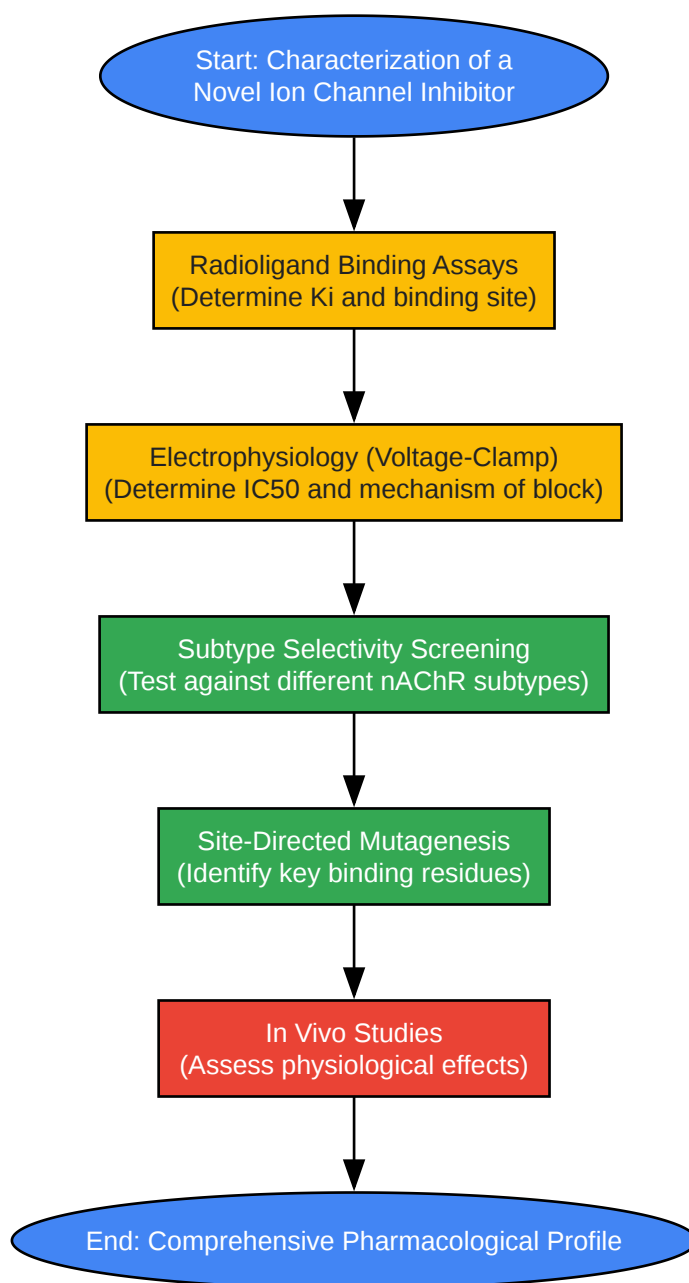 Start: Characterization of a
Novel Ion Channel Inhibitor
Radioligand Binding Assays
(Determine Ki and binding site)
Electrophysiology (Voltage-Clamp)
(Determine IC50 and mechanism of block)
Subtype Selectivity Screening
(Test against different nAChR subtypes)
Site-Directed Mutagenesis
(Identify key binding residues)
In Vivo Studies
(Assess physiological effects)
End: Comprehensive Pharmacological Profile